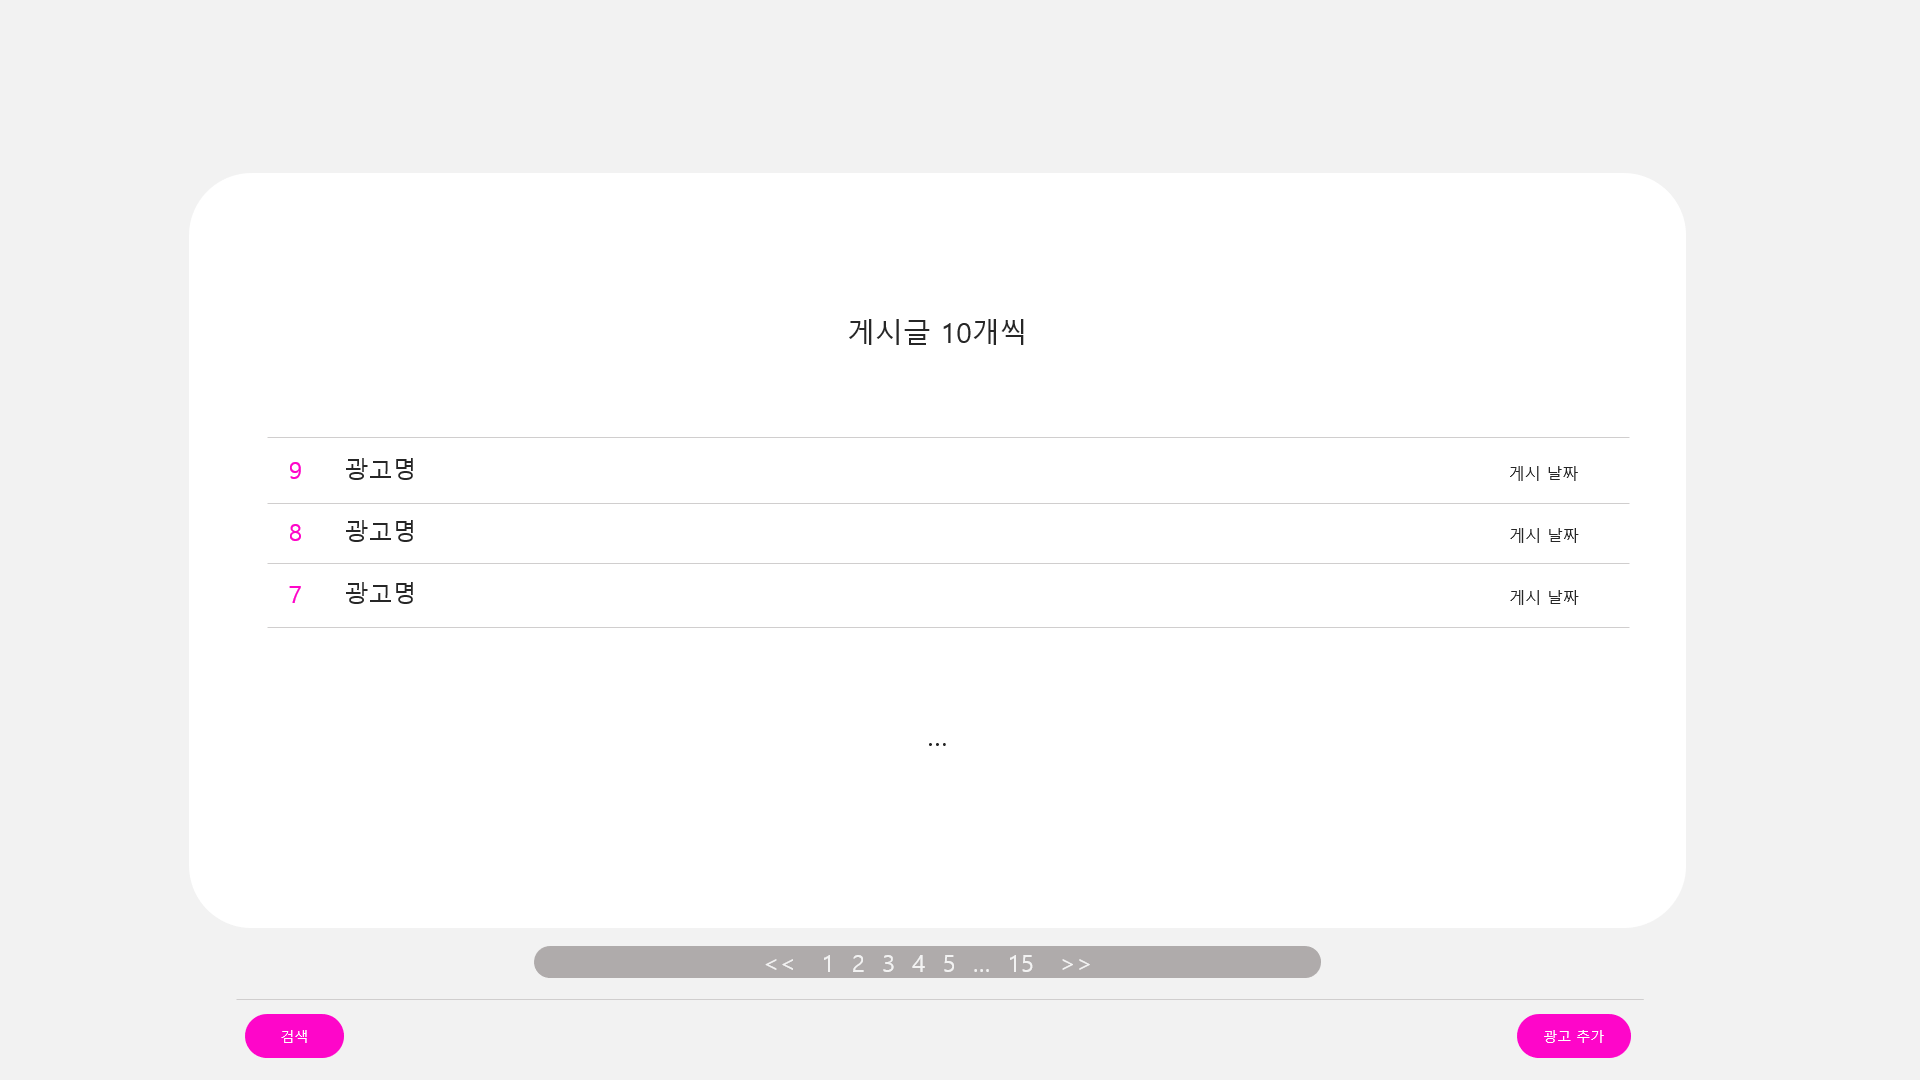 게시글 10개씩
9 광고명 게시 날짜
8 광고명 게시 날짜
7 광고명 게시 날짜
...
<< 1 2 3 4 5 ... 15 >>
검색 광고 추가